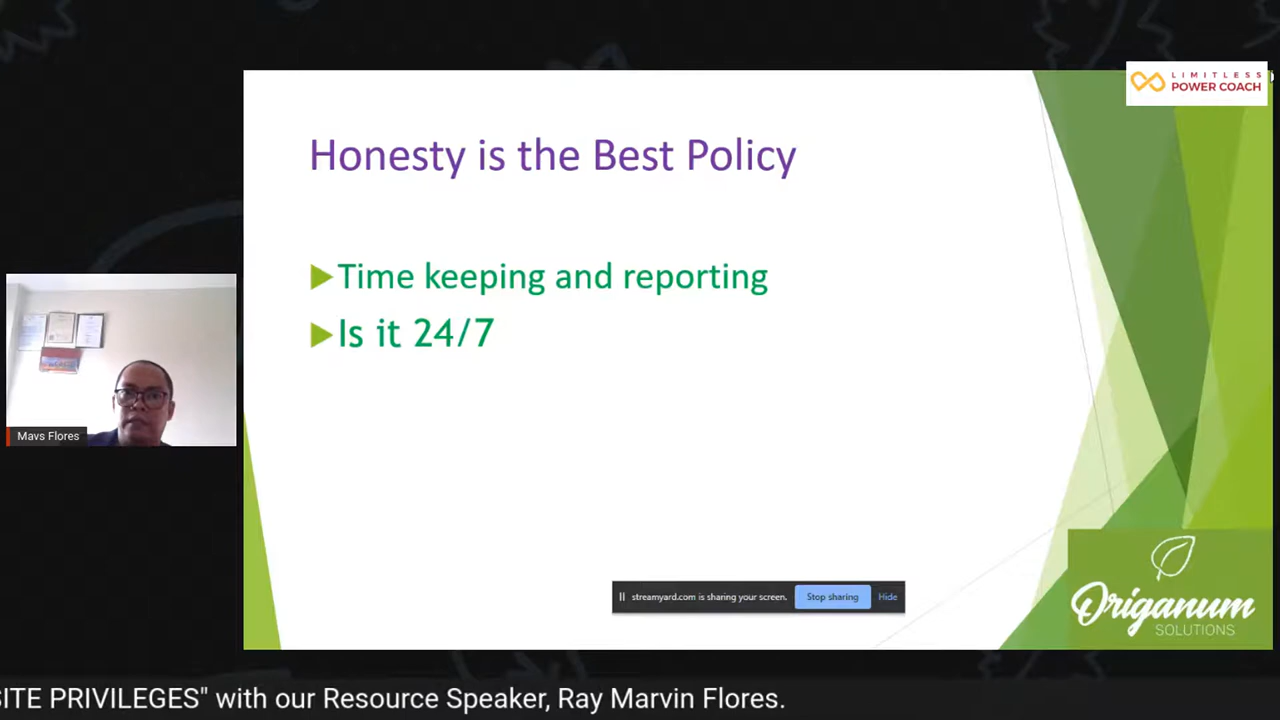 LIMITLESS
POWER COACH
Honesty is the Best Policy
Time keeping and reporting
Is it 24/7
Mavs Flores
streamyard.com is sharing your screen.
Stop sharing
Hide
Origanum
SOLUTIONS
SITE PRIVILEGES" with our Resource Speaker, Ray Marvin Flores.